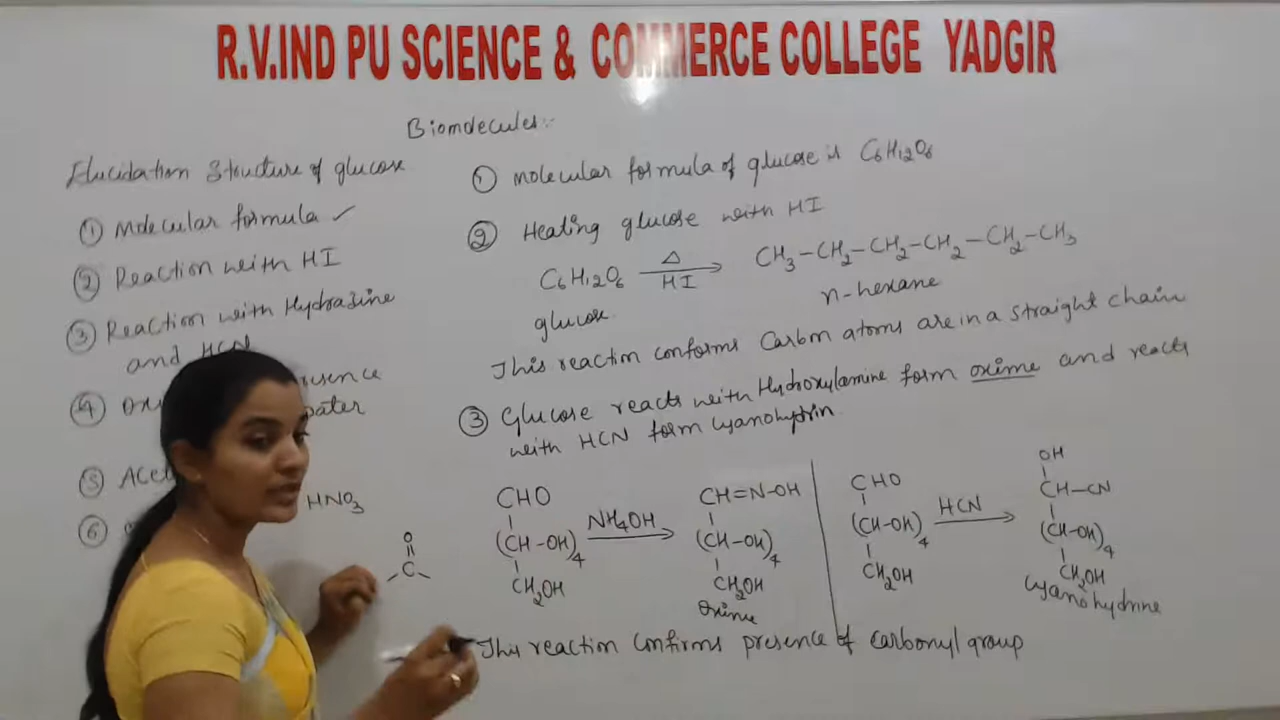 R.V.IND PU SCIENCE & COMMERCE COLLEGE YADGIR
Biomolecules:-
Elucidation Structure of glucose
① Molecular formula ✓
② Reaction with HI
③ Reaction with Hydrazine
and HCN
④
water
⑤
HNO3
⑥
O
||
C
① Molecular formula of glucose is C6H12O6
② Heating glucose with HI
C6H12O6 —Δ/HI→ CH3-CH2-CH2-CH2-CH2-CH3
glucose n-hexane
This reaction conforms Carbon atoms are in a straight chain
③ Glucose reacts with Hydroxylamine form oxime and reacts
with HCN form Cyanohydrin
CHO
(CH-OH)4
CH2OH
NH4OH
CH=N-OH
(CH-OH)4
CH2OH
Oxime
CHO
(CH-OH)4
CH2OH
HCN
OH
CH-CN
(CH-OH)4
CH2OH
Cyanohydrine
This reaction confirms presence of carbonyl group